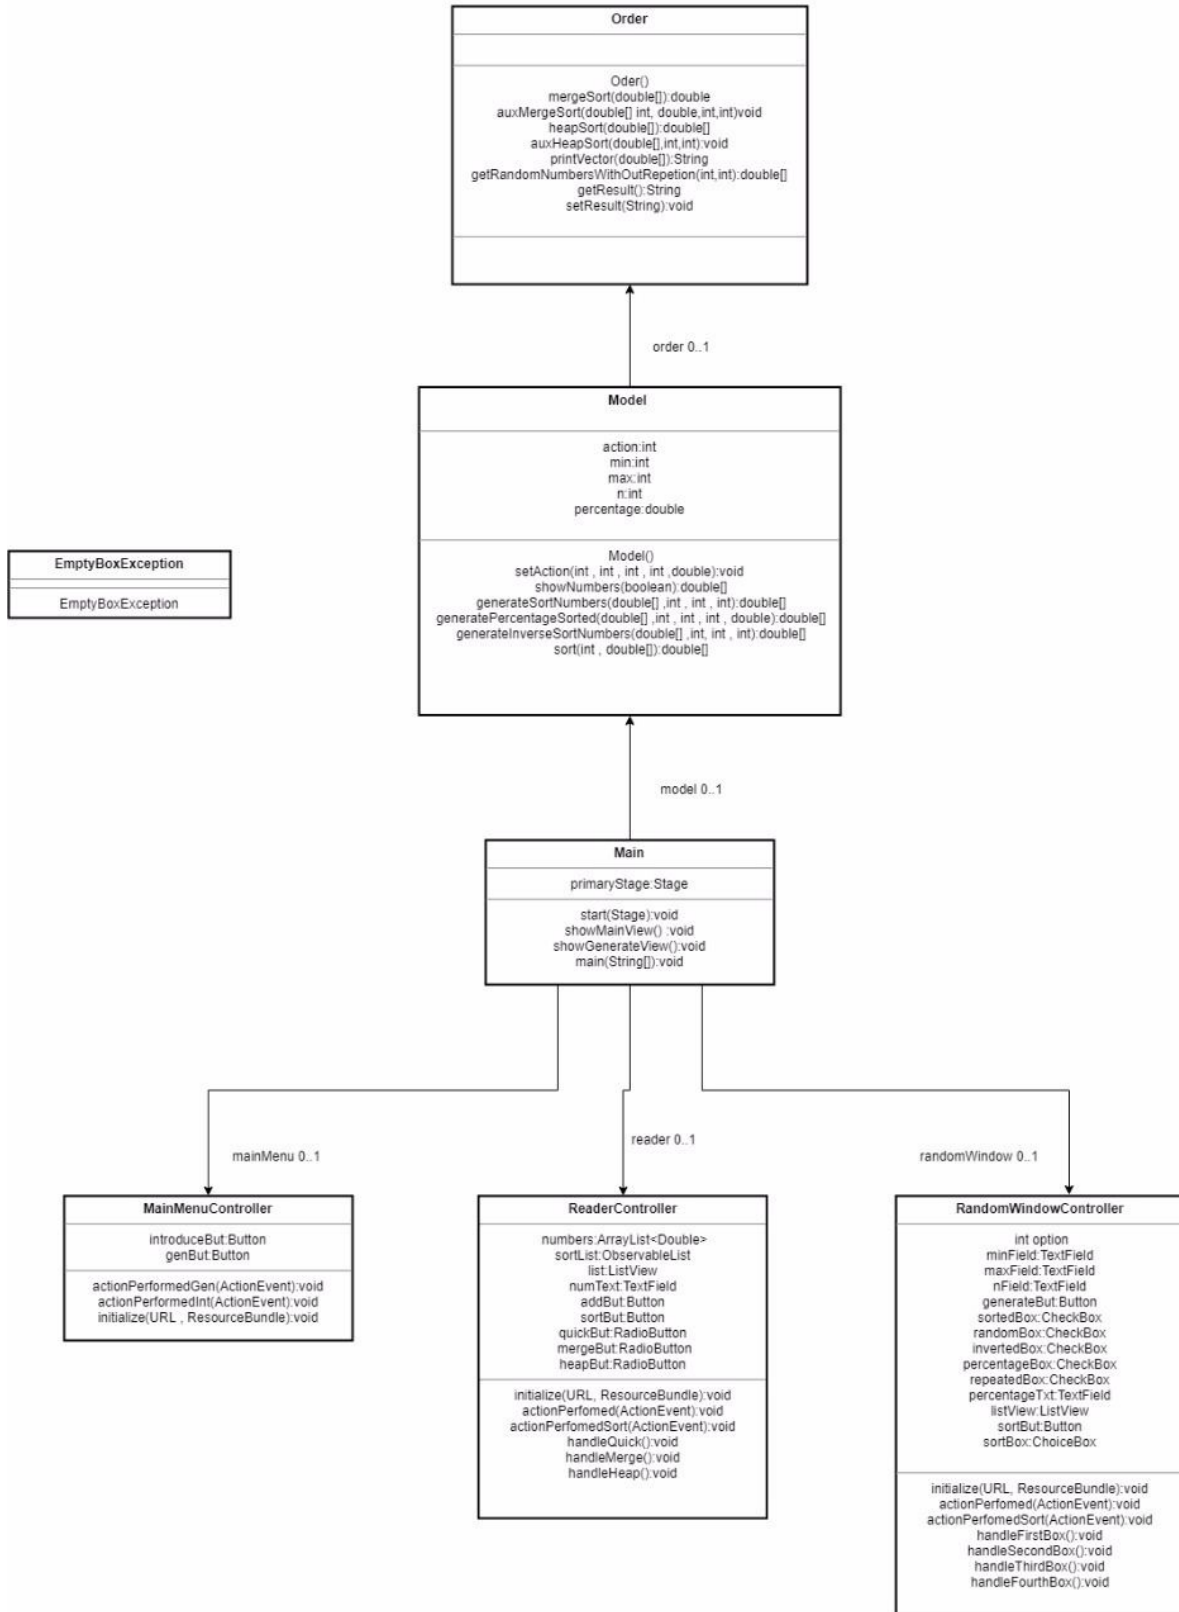 Order
Oder()
mergeSort(double[]):double
auxMergeSort(double[] int, double,int,int)void
heapSort(double[]):double[]
auxHeapSort(double[],int,int):void
printVector(double[]):String
getRandomNumbersWithOutRepetion(int,int):double[]
getResult():String
setResult(String):void
order 0..1
Model
action:int
min:int
max:int
n:int
percentage:double
Model()
setAction(int , int , int , int ,double):void
showNumbers(boolean):double[]
generateSortNumbers(double[] ,int , int , int):double[]
generatePercentageSorted(double[] ,int , int , int , double):double[]
generateInverseSortNumbers(double[] ,int, int , int):double[]
sort(int , double[]):double[]
EmptyBoxException
EmptyBoxException
model 0..1
Main
primaryStage:Stage
start(Stage):void
showMainView() :void
showGenerateView():void
main(String[]):void
mainMenu 0..1
reader 0..1
randomWindow 0..1
MainMenuController
introduceBut:Button
genBut:Button
actionPerformedGen(ActionEvent):void
actionPerformedInt(ActionEvent):void
initialize(URL , ResourceBundle):void
ReaderController
numbers:ArrayList<Double>
sortList:ObservableList
list:ListView
numText:TextField
addBut:Button
sortBut:Button
quickBut:RadioButton
mergeBut:RadioButton
heapBut:RadioButton
initialize(URL, ResourceBundle):void
actionPerfomed(ActionEvent):void
actionPerfomedSort(ActionEvent):void
handleQuick():void
handleMerge():void
handleHeap():void
RandomWindowController
int option
minField:TextField
maxField:TextField
nField:TextField
generateBut:Button
sortedBox:CheckBox
randomBox:CheckBox
invertedBox:CheckBox
percentageBox:CheckBox
repeatedBox:CheckBox
percentageTxt:TextField
listView:ListView
sortBut:Button
sortBox:ChoiceBox
initialize(URL, ResourceBundle):void
actionPerfomed(ActionEvent):void
actionPerfomedSort(ActionEvent):void
handleFirstBox():void
handleSecondBox():void
handleThirdBox():void
handleFourthBox():void